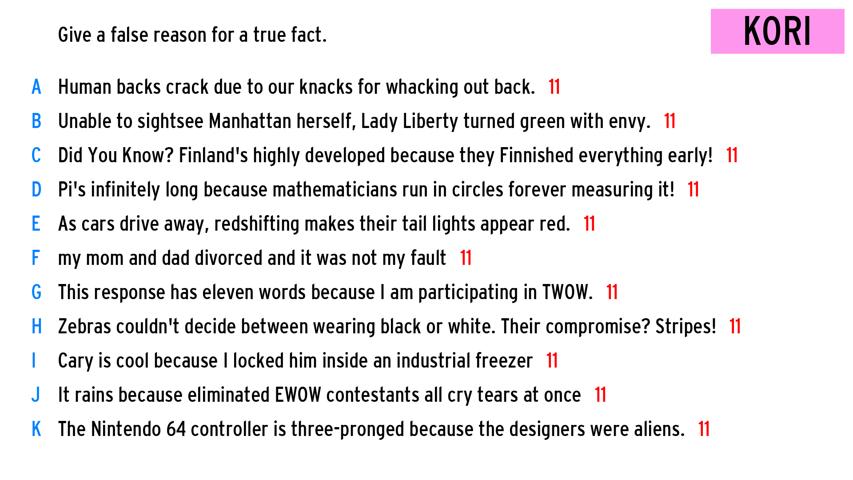 Give a false reason for a true fact.
KORI
A Human backs crack due to our knacks for whacking out back. 11
B Unable to sightsee Manhattan herself, Lady Liberty turned green with envy. 11
C Did You Know? Finland's highly developed because they Finnished everything early! 11
D Pi's infinitely long because mathematicians run in circles forever measuring it! 11
E As cars drive away, redshifting makes their tail lights appear red. 11
F my mom and dad divorced and it was not my fault 11
G This response has eleven words because I am participating in TWOW. 11
H Zebras couldn't decide between wearing black or white. Their compromise? Stripes! 11
I Cary is cool because I locked him inside an industrial freezer 11
J It rains because eliminated EWOW contestants all cry tears at once 11
K The Nintendo 64 controller is three-pronged because the designers were aliens. 11